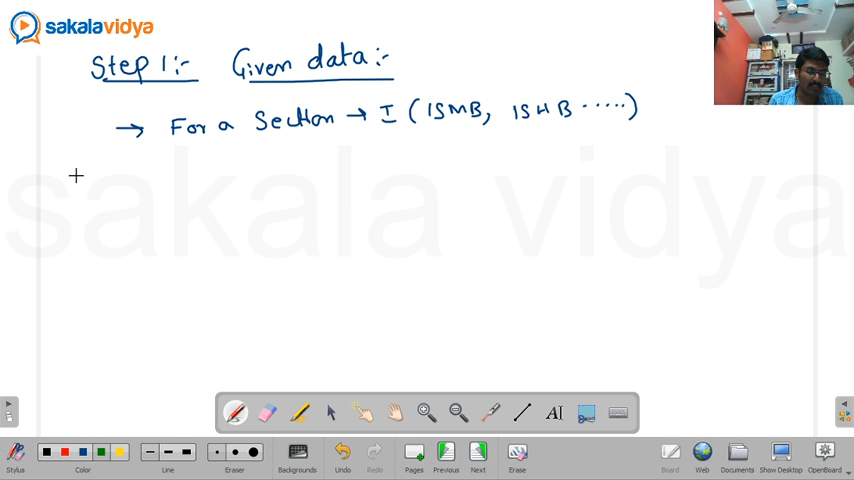 sakalavidya
Step 1:- Given data:-
→ For a Section → I (ISMB, ISHB .....)
sakala vidya
Stylus
Color
Line
Eraser
Backgrounds
Undo
Redo
Pages
Previous
Next
Erase
Board
Web
Documents
Show Desktop
OpenBoard